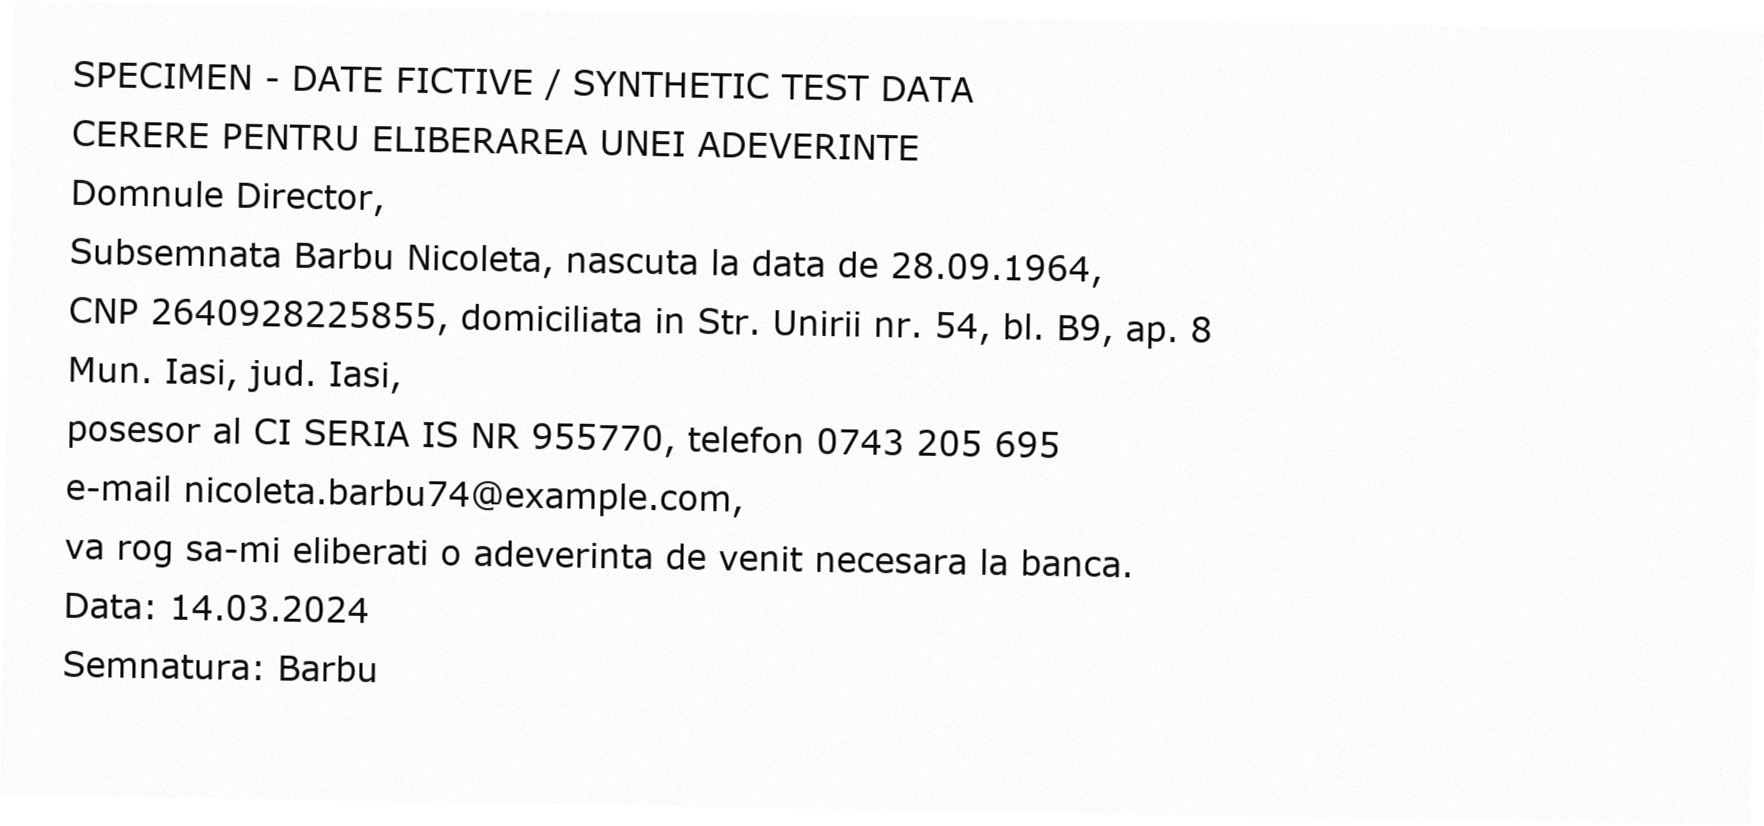 SPECIMEN - DATE FICTIVE / SYNTHETIC TEST DATA
CERERE PENTRU ELIBERAREA UNEI ADEVERINTE
Domnule Director,
Subsemnata Barbu Nicoleta, nascuta la data de 28.09.1964,
CNP 2640928225855, domiciliata in Str. Unirii nr. 54, bl. B9, ap. 8
Mun. Iasi, jud. Iasi,
posesor al CI SERIA IS NR 955770, telefon 0743 205 695
e-mail nicoleta.barbu74@example.com,
va rog sa-mi eliberati o adeverinta de venit necesara la banca.
Data: 14.03.2024
Semnatura: Barbu